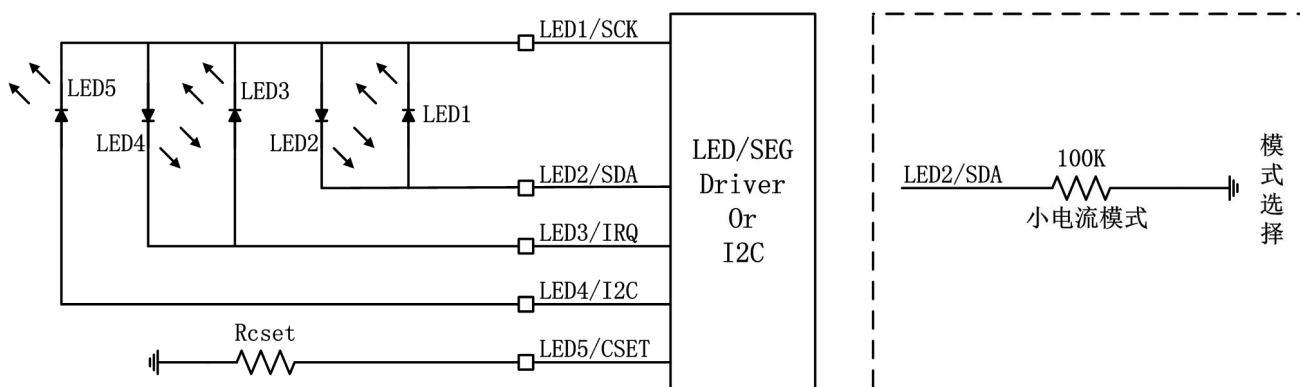 LED1/SCK
LED5
LED3
LED4
LED2
LED1
LED2/SDA
LED3/IRQ
LED4/I2C
Rcset
LED5/CSET
LED/SEG
Driver
Or
I2C
LED2/SDA
100K
小电流模式
模式选择